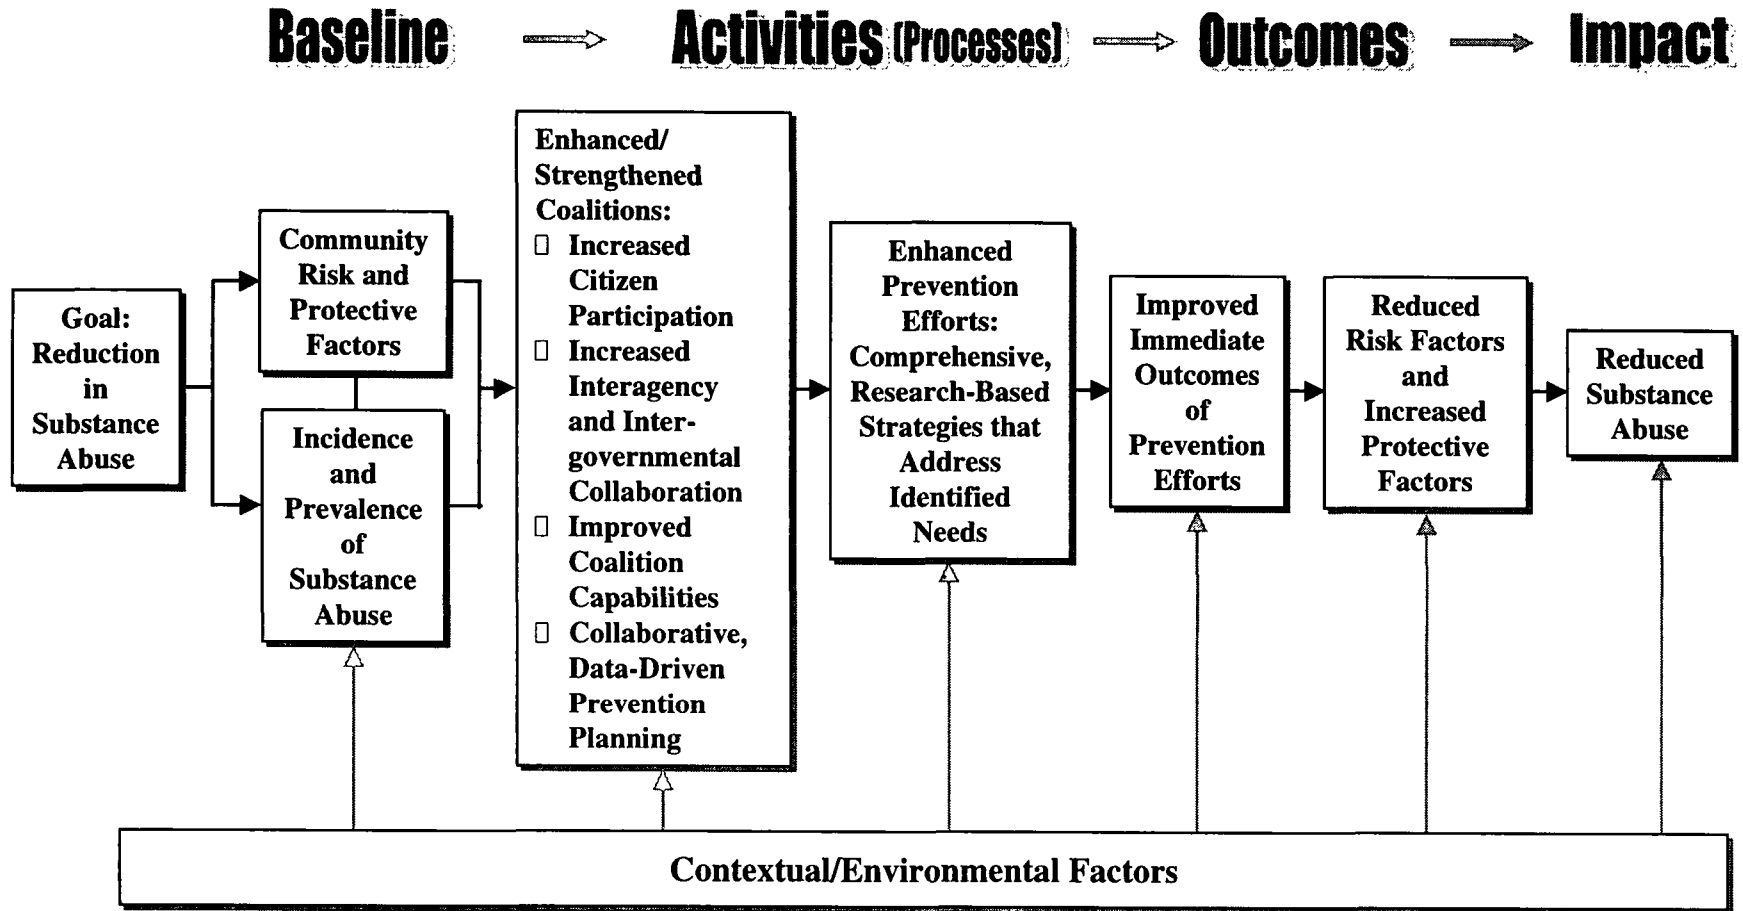 Baseline
Activities (Processes)
Outcomes
Impact
Goal:
Reduction
in
Substance
Abuse
Community
Risk and
Protective
Factors
Incidence
and
Prevalence
of
Substance
Abuse
Enhanced/
Strengthened
Coalitions:
Increased
Citizen
Participation
Increased
Interagency
and Inter-
governmental
Collaboration
Improved
Coalition
Capabilities
Collaborative,
Data-Driven
Prevention
Planning
Enhanced
Prevention
Efforts:
Comprehensive,
Research-Based
Strategies that
Address
Identified
Needs
Improved
Immediate
Outcomes
of
Prevention
Efforts
Reduced
Risk Factors
and
Increased
Protective
Factors
Reduced
Substance
Abuse
Contextual/Environmental Factors